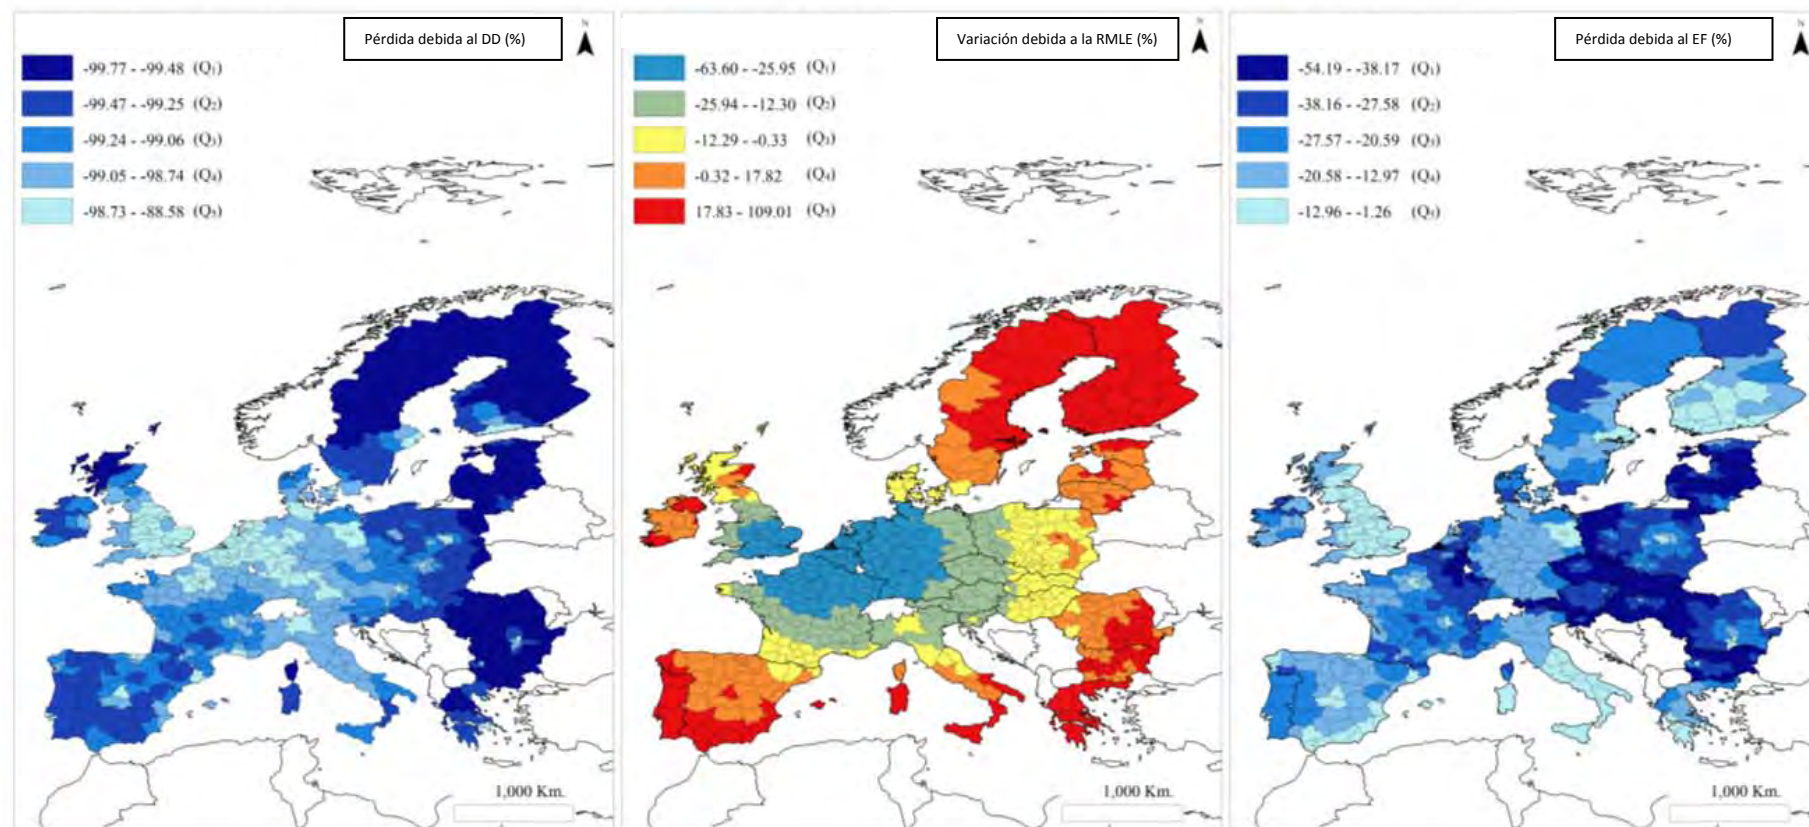 Pérdida debida al DD (%)
N
-99.77 - -99.48 (Q₁)
-99.47 - -99.25 (Q₂)
-99.24 - -99.06 (Q₃)
-99.05 - -98.74 (Q₄)
-98.73 - -88.58 (Q₅)
1,000 Km.
Variación debida a la RMLE (%)
N
-63.60 - -25.95 (Q₁)
-25.94 - -12.30 (Q₂)
-12.29 - -0.33 (Q₃)
-0.32 - 17.82 (Q₄)
17.83 - 109.01 (Q₅)
1,000 Km.
Pérdida debida al EF (%)
N
-54.19 - -38.17 (Q₁)
-38.16 - -27.58 (Q₂)
-27.57 - -20.59 (Q₃)
-20.58 - -12.97 (Q₄)
-12.96 - -1.26 (Q₅)
1,000 Km.